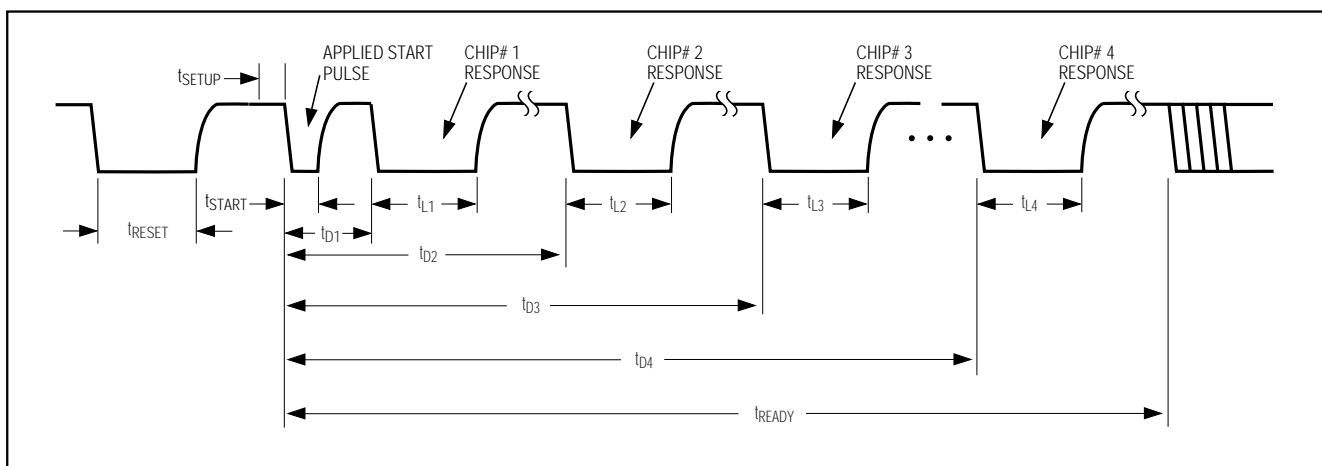 APPLIED START
PULSE
CHIP# 1
RESPONSE
CHIP# 2
RESPONSE
CHIP# 3
RESPONSE
CHIP# 4
RESPONSE
tSETUP
tSTART
tL1
tL2
tL3
tL4
tRESET
tD1
tD2
tD3
tD4
tREADY